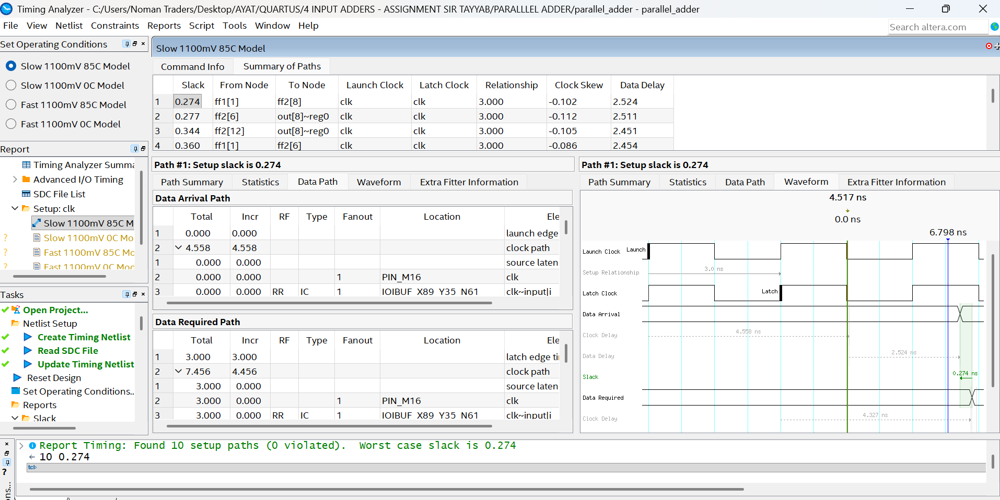 Timing Analyzer - C:/Users/Noman Traders/Desktop/AYAT/QUARTUS/4 INPUT ADDERS - ASSIGNMENT SIR TAYYAB/PARALLLEL ADDER/parallel_adder - parallel_adder
File View Netlist Constraints Reports Script Tools Window Help
Search altera.com
Set Operating Conditions
Slow 1100mV 85C Model
Slow 1100mV 0C Model
Fast 1100mV 85C Model
Fast 1100mV 0C Model
Report
Timing Analyzer Summa
Advanced I/O Timing
SDC File List
Setup: clk
Slow 1100mV 85C M
? Slow 1100mV 0C Mo
? Fast 1100mV 85C Mo
? Fast 1100mV 0C Mod
Tasks
Open Project...
Netlist Setup
Create Timing Netlist
Read SDC File
Update Timing Netlist
Reset Design
Set Operating Conditions..
Reports
Slack
Slow 1100mV 85C Model
Command Info Summary of Paths
Slack From Node To Node Launch Clock Latch Clock Relationship Clock Skew Data Delay
1 0.274 ff1[1] ff2[8] clk clk 3.000 -0.102 2.524
2 0.277 ff2[6] out[8]~reg0 clk clk 3.000 -0.112 2.511
3 0.344 ff2[12] out[8]~reg0 clk clk 3.000 -0.105 2.451
4 0.360 ff1[1] ff2[6] clk clk 3.000 -0.086 2.454
Path #1: Setup slack is 0.274
Path Summary Statistics Data Path Waveform Extra Fitter Information
Data Arrival Path
Total Incr RF Type Fanout Location Ele
1 0.000 0.000 launch edge
2 4.558 4.558 clock path
1 0.000 0.000 source laten
2 0.000 0.000 1 PIN_M16 clk
3 0.000 0.000 RR IC 1 IOIBUF_X89_Y35_N61 clk~input|i
Data Required Path
Total Incr RF Type Fanout Location Ele
1 3.000 3.000 latch edge ti
2 7.456 4.456 clock path
1 3.000 0.000 source laten
2 3.000 0.000 1 PIN_M16 clk
3 3.000 0.000 RR IC 1 IOIBUF_X89_Y35_N61 clk~input|i
Path #1: Setup slack is 0.274
Path Summary Statistics Data Path Waveform Extra Fitter Information
4.517 ns
0.0 ns
6.798 ns
Launch Clock Launch
Setup Relationship 3.0 ns
Latch Clock Latch
Data Arrival
Clock Delay 4.558 ns
Data Delay 2.524 ns
Slack 0.274 ns
Data Required
Clock Delay 4.327 ns
Report Timing: Found 10 setup paths (0 violated). Worst case slack is 0.274
10 0.274
tcl>
?
ns...